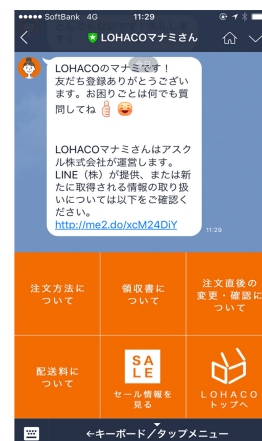 SoftBank 4G 11:29
LOHACOマナミさん
LOHACOのマナミです！
友だち登録ありがとうござい
ます。お困りごとは何でも質
問してね
LOHACOマナミさんはアスク
ル株式会社が運営します。
LINE（株）が提供、または新
たに取得される情報の取り扱
いについては以下をご確認く
ださい。
http://me2.do/xcM24DiY
11:29
注文方法に
ついて
領収書に
ついて
注文直後の
変更・確認に
ついて
配送料に
ついて
SA
LE
セール情報を
見る
LOHACO
トップへ
←キーボード／タップメニュー